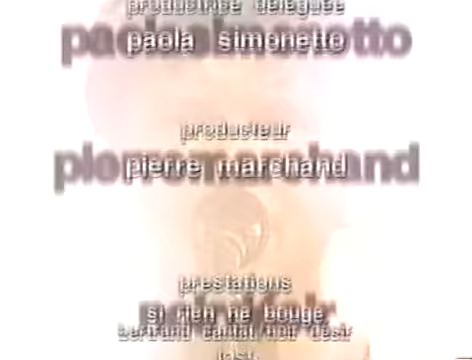 productrice déléguée
paola simonetto
producteur
pierre marchand
prestations
si rien ne bouge
bertrand cantat/noir désir